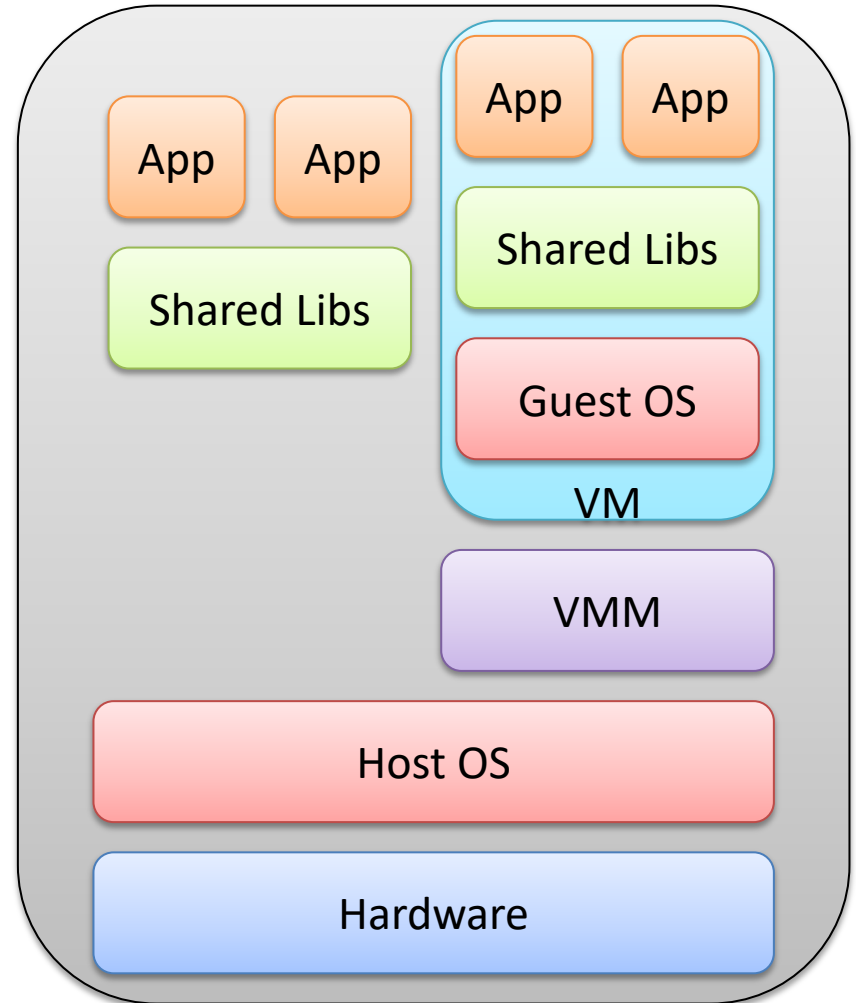 App App
App App
Shared Libs
Shared Libs
Guest OS
VM
VMM
Host OS
Hardware